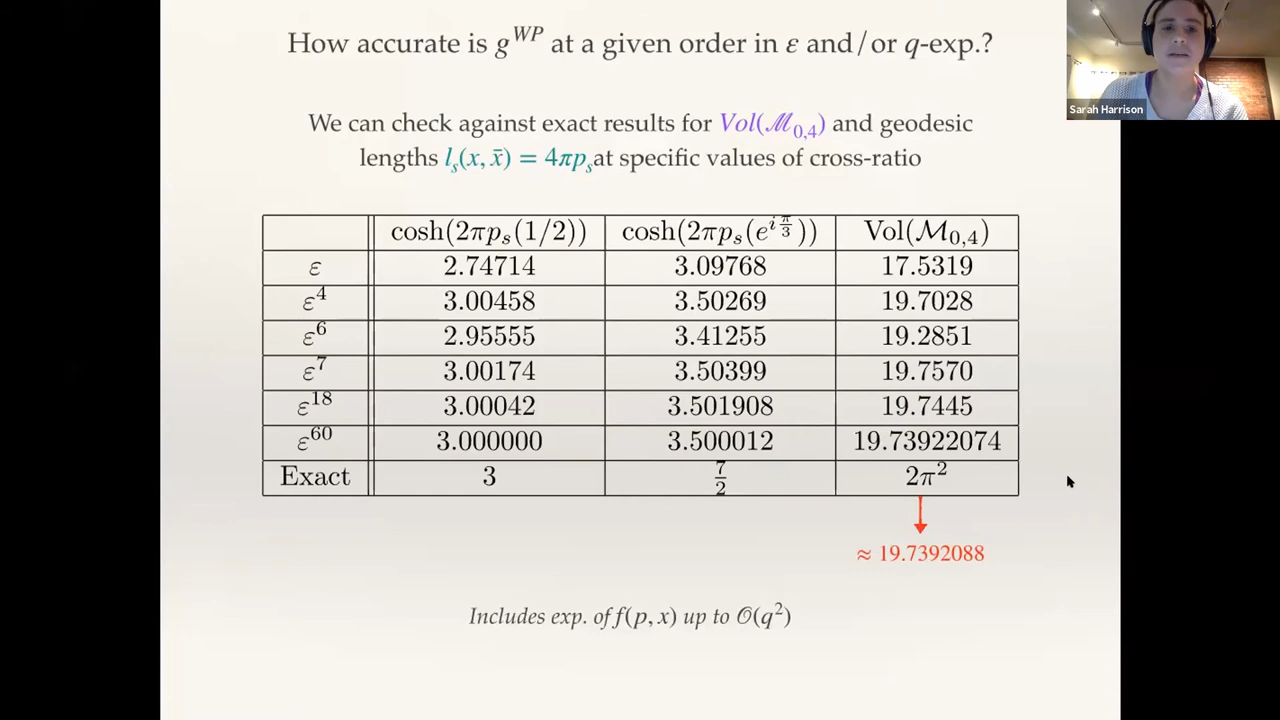 How accurate is g^{WP} at a given order in ε and/or q-exp.?
Sarah Harrison
We can check against exact results for Vol(ℳ_{0,4}) and geodesic
lengths l_s(x, x̄) = 4πp_s at specific values of cross-ratio
cosh(2πp_s(1/2)) cosh(2πp_s(e^{i π/3})) Vol(ℳ_{0,4})
ε 2.74714 3.09768 17.5319
ε^4 3.00458 3.50269 19.7028
ε^6 2.95555 3.41255 19.2851
ε^7 3.00174 3.50399 19.7570
ε^18 3.00042 3.501908 19.7445
ε^60 3.000000 3.500012 19.73922074
Exact 3 7/2 2π^2
≈ 19.7392088
Includes exp. of f(p, x) up to 𝒪(q^2)